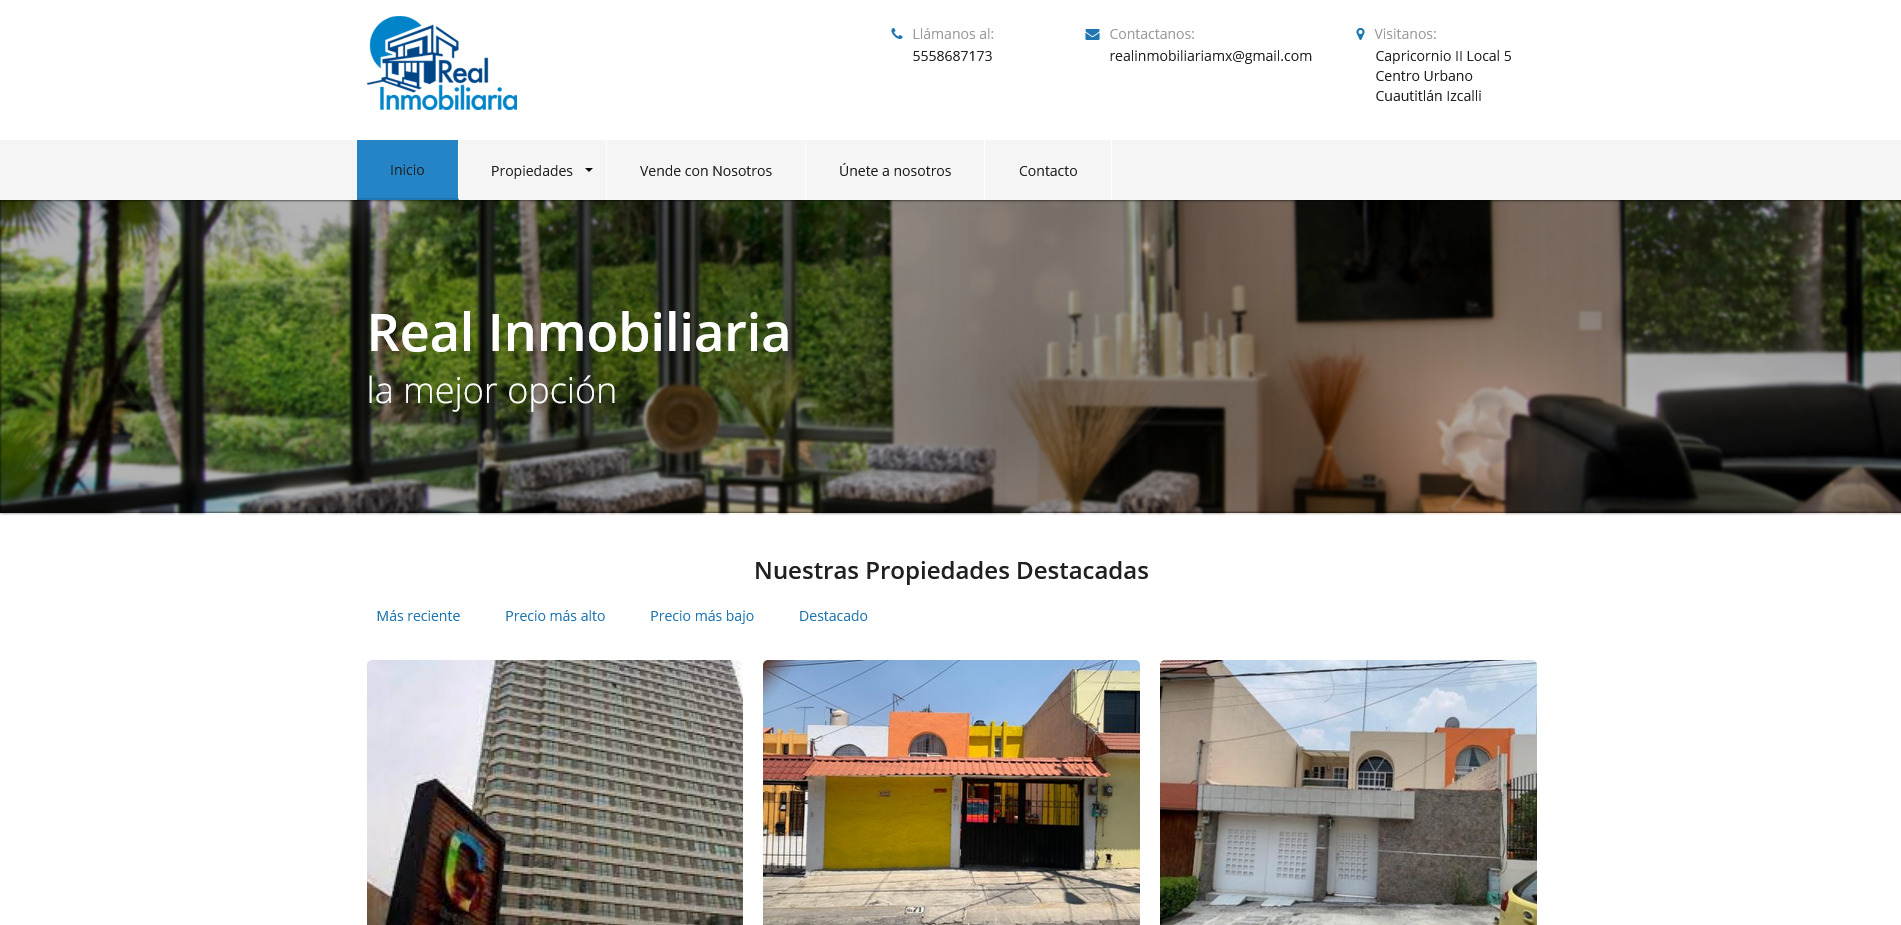 Real
Inmobiliaria
Llámanos al:
5558687173
Contactanos:
realinmobiliariamx@gmail.com
Visitanos:
Capricornio II Local 5
Centro Urbano
Cuautitlán Izcalli
Inicio
Propiedades
Vende con Nosotros
Únete a nosotros
Contacto
Real Inmobiliaria
la mejor opción
Nuestras Propiedades Destacadas
Más reciente
Precio más alto
Precio más bajo
Destacado
G